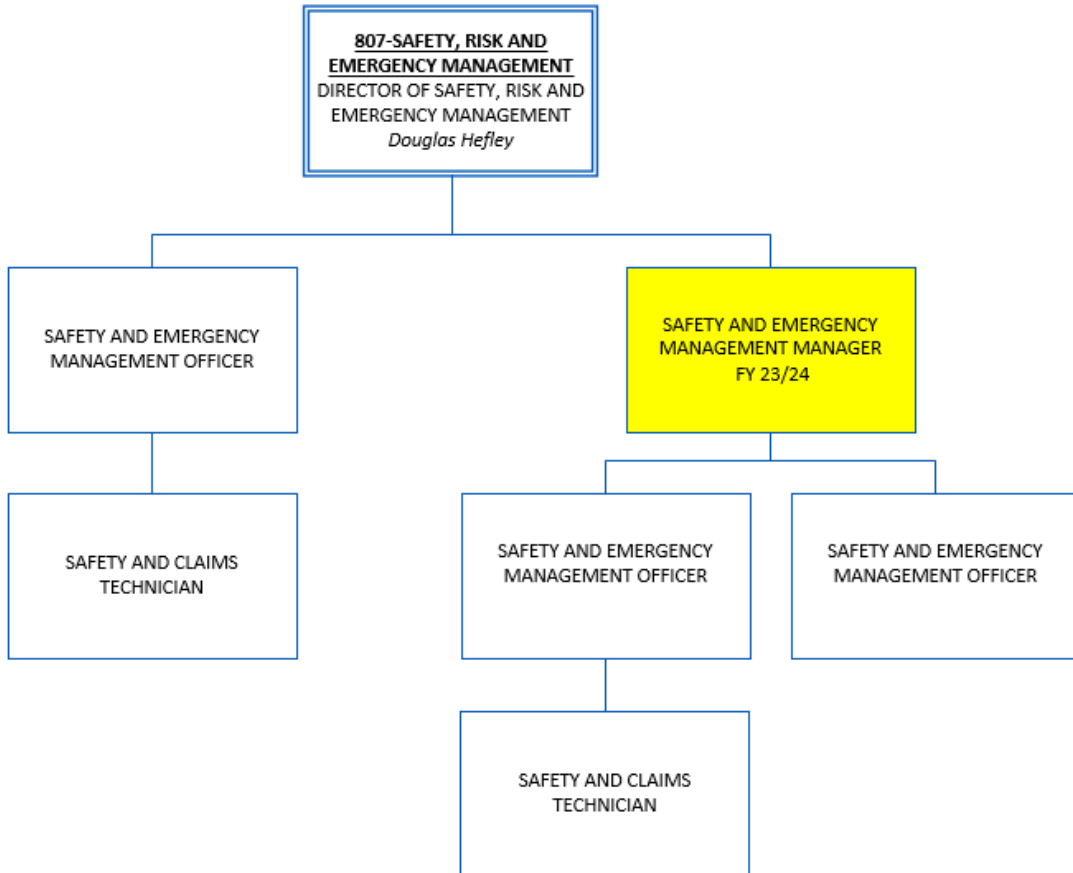 807-SAFETY, RISK AND
EMERGENCY MANAGEMENT
DIRECTOR OF SAFETY, RISK AND
EMERGENCY MANAGEMENT
Douglas Hefley
SAFETY AND EMERGENCY
MANAGEMENT OFFICER
SAFETY AND EMERGENCY
MANAGEMENT MANAGER
FY 23/24
SAFETY AND CLAIMS
TECHNICIAN
SAFETY AND EMERGENCY
MANAGEMENT OFFICER
SAFETY AND EMERGENCY
MANAGEMENT OFFICER
SAFETY AND CLAIMS
TECHNICIAN